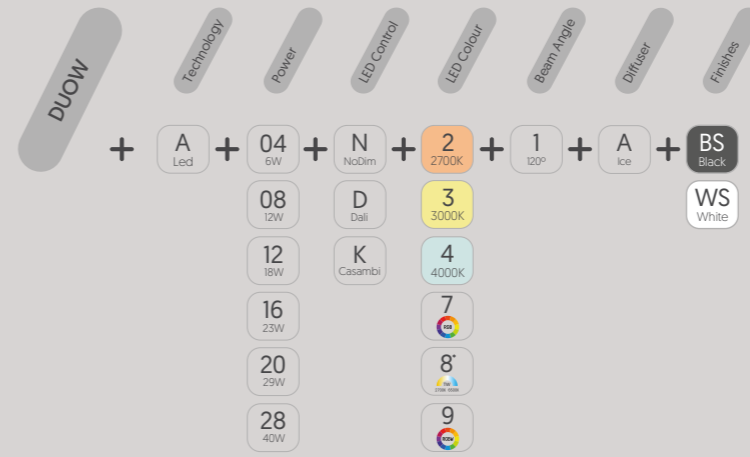 DUOW
Technology
Power
LED Control
LED Colour
Beam Angle
Diffuser
Finishes
+ A + 04 + N + 2 + 1 + A + BS
Led 6W NoDim 2700K 120º Ice Black
08 D 3 WS
12W Dali 3000K White
12 K 4
18W Casambi 4000K
16 7
23W RGB
20 8*
29W TW
28 9
40W RGBW